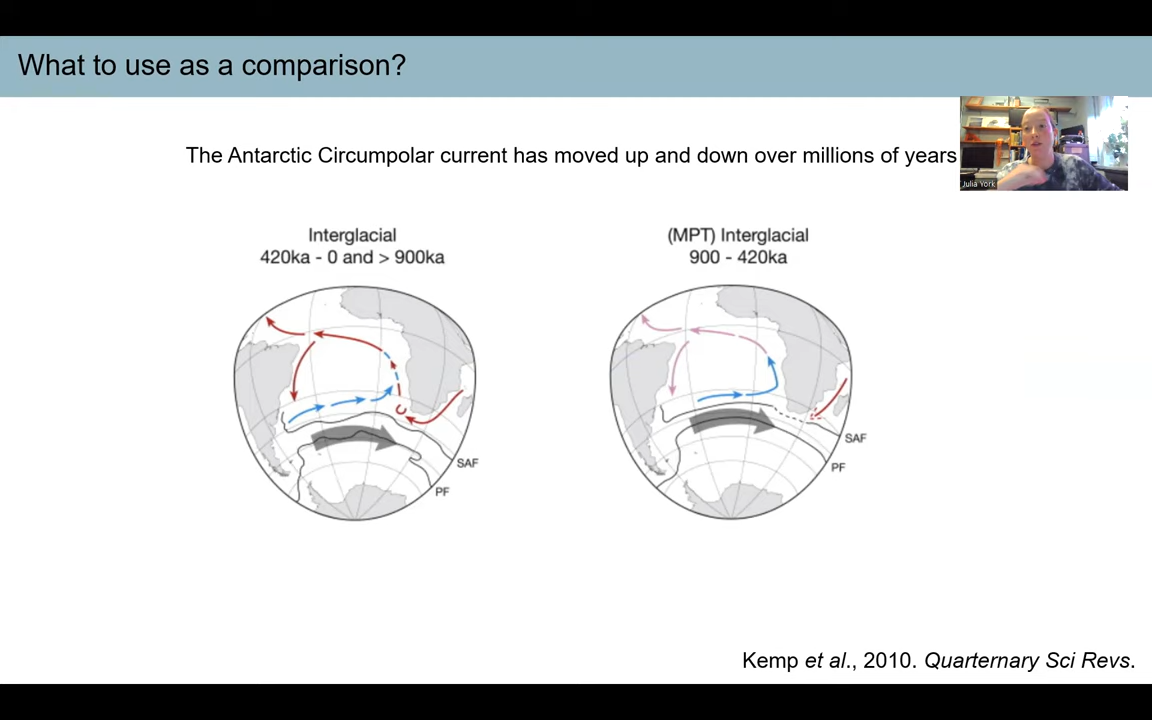 What to use as a comparison?
The Antarctic Circumpolar current has moved up and down over millions of years
Julia York
Interglacial
420ka - 0 and > 900ka
(MPT) Interglacial
900 - 420ka
SAF
PF
SAF
PF
Kemp et al., 2010. Quarternary Sci Revs.